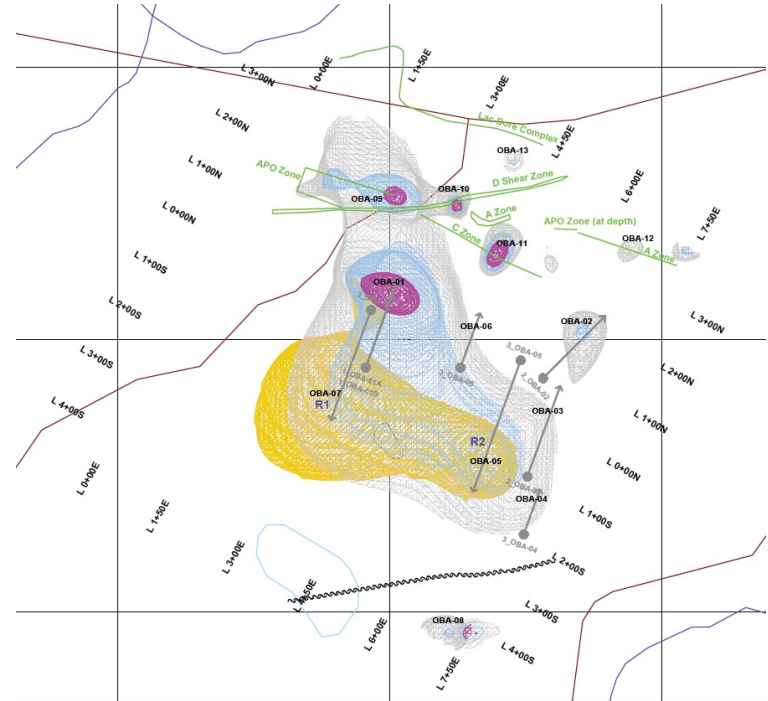 L 0+00E
L 1+50E
L 3+00N
L 3+00E
L 2+00N
Lac Bore Complex
L 4+50E
OBA-13
L 1+00N
APO Zone
D Shear Zone
L 6+00E
OBA-09
OBA-10
L 0+00N
A Zone
APO Zone (at depth)
L 7+50E
C Zone
OBA-11
OBA-12
A Zone
L 1+00S
OBA-01
L 2+00S
OBA-02
L 3+00N
OBA-06
L 3+00S
3_OBA-05
L 2+00N
OBA-07
R1
OBA-03
L 4+00S
L 1+00N
R2
OBA-05
L 0+00N
L 0+00E
OBA-04
L 1+50E
L 1+00S
3_OBA-04
L 3+00E
L 2+00S
L 4+50E
L 3+00S
OBA-08
L 6+00E
L 4+00S
L 7+50E